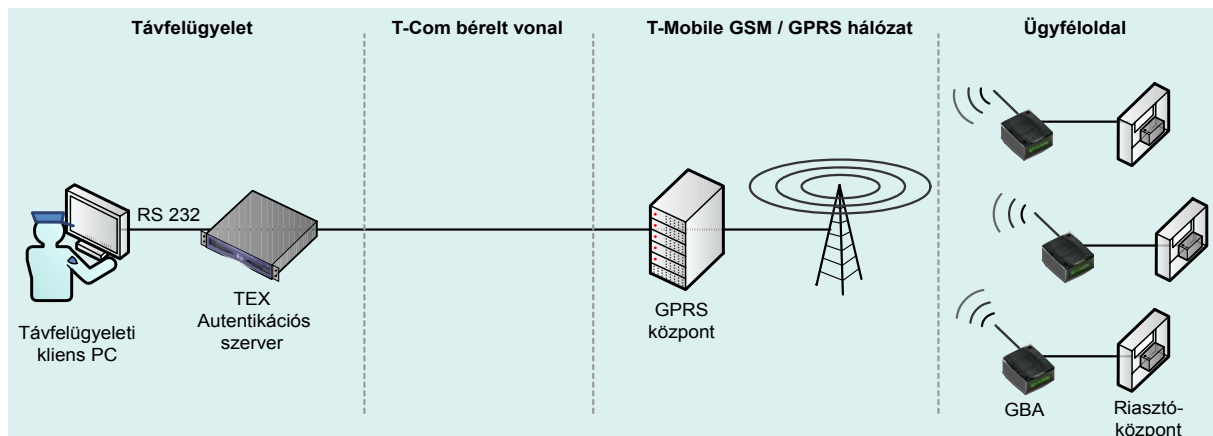 Távfelügyelet
T-Com bérelt vonal
T-Mobile GSM / GPRS hálózat
Ügyféloldal
RS 232
Távfelügyeleti
kliens PC
TEX
Autentikációs
szerver
GPRS
központ
GBA
Riasztó-
központ